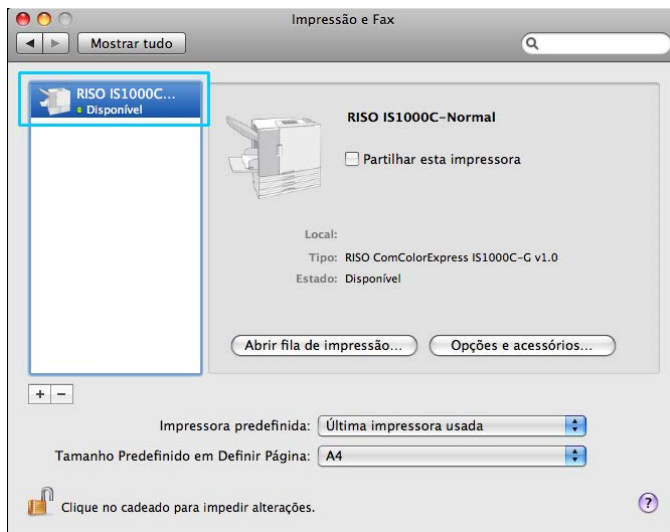 Impressão e Fax
Mostrar tudo
RISO IS1000C...
Disponível
RISO IS1000C-Normal
Partilhar esta impressora
Local:
Tipo: RISO ComColorExpress IS1000C-G v1.0
Estado: Disponível
Abrir fila de impressão... Opções e acessórios...
+ −
Impressora predefinida: Última impressora usada
Tamanho Predefinido em Definir Página: A4
Clique no cadeado para impedir alterações.
?